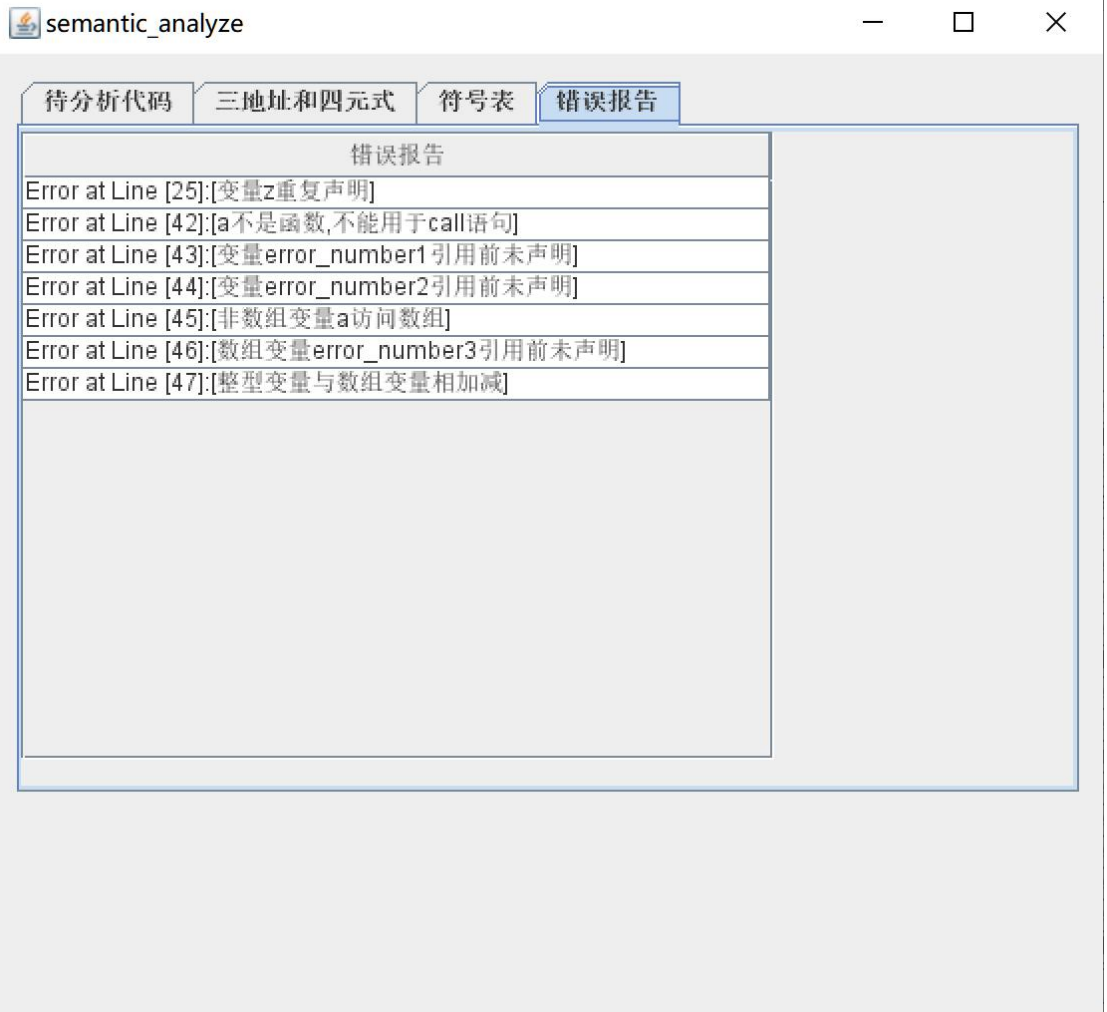 semantic_analyze
待分析代码 三地址和四元式 符号表 错误报告
错误报告
Error at Line [25]:[变量z重复声明]
Error at Line [42]:[a不是函数,不能用于call语句]
Error at Line [43]:[变量error_number1引用前未声明]
Error at Line [44]:[变量error_number2引用前未声明]
Error at Line [45]:[非数组变量a访问数组]
Error at Line [46]:[数组变量error_number3引用前未声明]
Error at Line [47]:[整型变量与数组变量相加减]